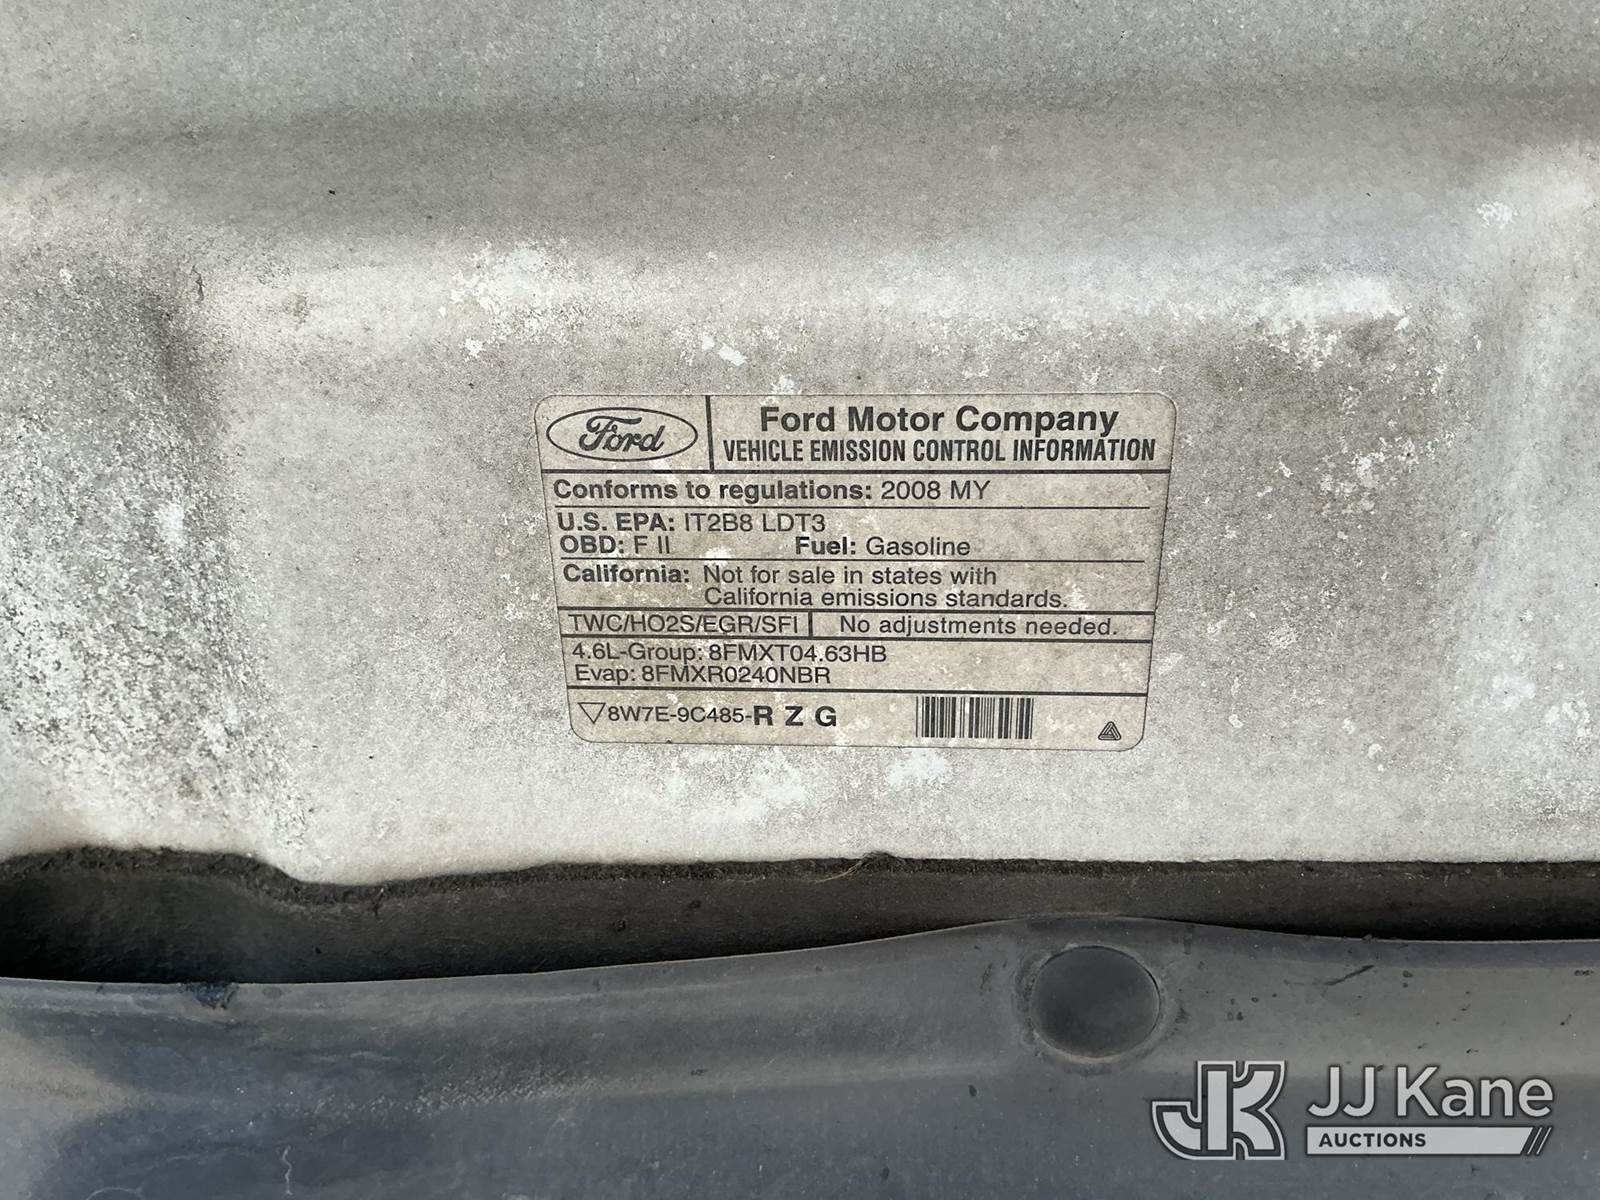 Ford
Ford Motor Company
VEHICLE EMISSION CONTROL INFORMATION
Conforms to regulations: 2008 MY
U.S. EPA: IT2B8 LDT3
OBD: F II Fuel: Gasoline
California: Not for sale in states with
California emissions standards.
TWC/HO2S/EGR/SFI No adjustments needed.
4.6L-Group: 8FMXT04.63HB
Evap: 8FMXR0240NBR
8W7E-9C485-R Z G
JK JJ Kane
AUCTIONS